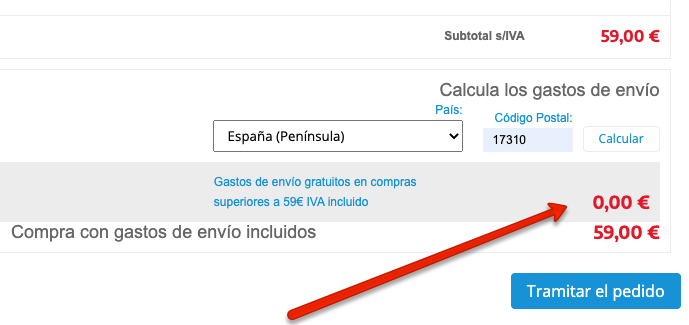 Subtotal s/IVA 59,00 €
Calcula los gastos de envío
País: Código Postal:
España (Península) 17310 Calcular
Gastos de envío gratuitos en compras
superiores a 59€ IVA incluido
0,00 €
Compra con gastos de envío incluidos 59,00 €
Tramitar el pedido